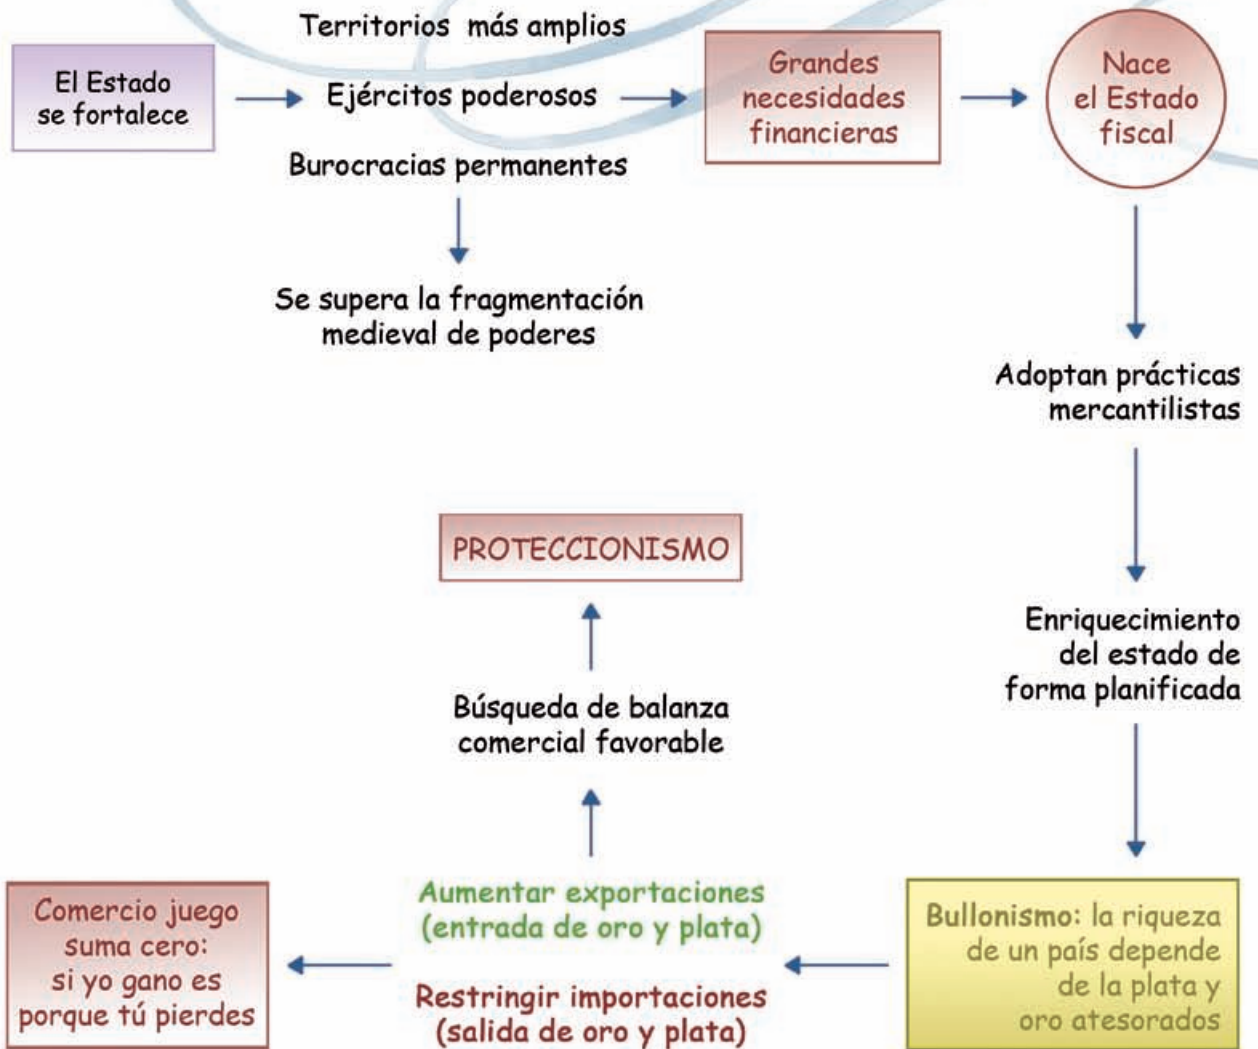 Territorios más amplios
El Estado
se fortalece
Ejércitos poderosos
Burocracias permanentes
Grandes
necesidades
financieras
Nace
el Estado
fiscal
Se supera la fragmentación
medieval de poderes
Adoptan prácticas
mercantilistas
Enriquecimiento
del estado de
forma planificada
PROTECCIONISMO
Búsqueda de balanza
comercial favorable
Aumentar exportaciones
(entrada de oro y plata)
Restringir importaciones
(salida de oro y plata)
Comercio juego
suma cero:
si yo gano es
porque tú pierdes
Bullonismo: la riqueza
de un país depende
de la plata y
oro atesorados